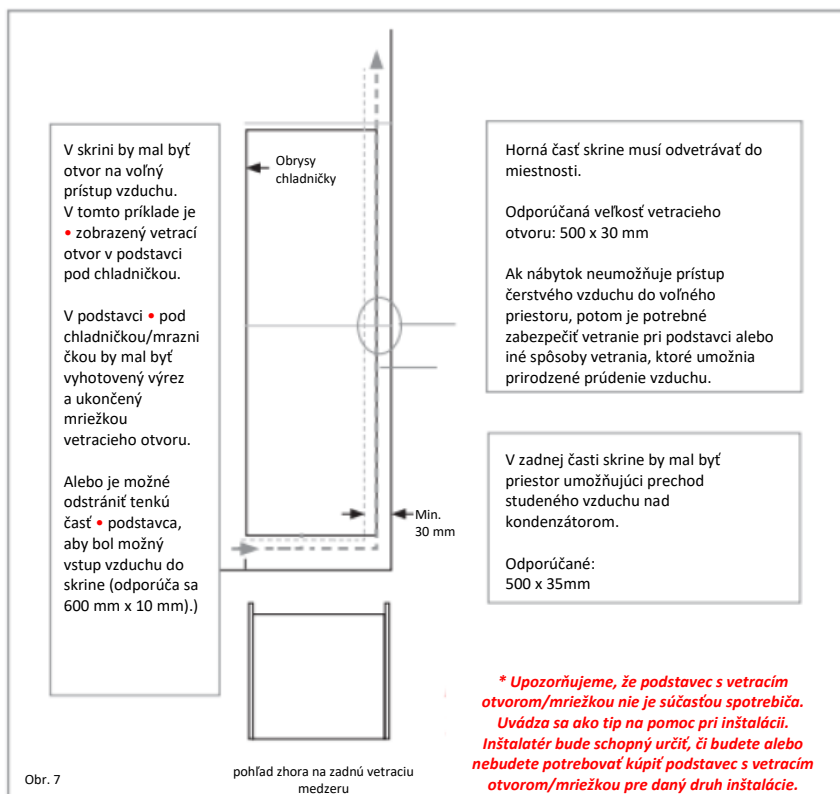 V skrini by mal byť
otvor na voľný
prístup vzduchu.
V tomto príklade je
• zobrazený vetrací
otvor v podstavci
pod chladničkou.
V podstavci • pod
chladničkou/mrazni
čkou by mal byť
vyhotovený výrez
a ukončený
mriežkou
vetracieho otvoru.
Alebo je možné
odstrániť tenkú
časť • podstavca,
aby bol možný
vstup vzduchu do
skrine (odporúča sa
600 mm x 10 mm).)
Obrysy
chladničky
Min.
30 mm
Horná časť skrine musí odvetrávať do
miestnosti.
Odporúčaná veľkosť vetracieho
otvoru: 500 x 30 mm
Ak nábytok neumožňuje prístup
čerstvého vzduchu do voľného
priestoru, potom je potrebné
zabezpečiť vetranie pri podstavci alebo
iné spôsoby vetrania, ktoré umožnia
prirodzené prúdenie vzduchu.
V zadnej časti skrine by mal byť
priestor umožňujúci prechod
studeného vzduchu nad
kondenzátorom.
Odporúčané:
500 x 35mm
* Upozorňujeme, že podstavec s vetracím
otvorom/mriežkou nie je súčasťou spotrebiča.
Uvádza sa ako tip na pomoc pri inštalácii.
Inštalatér bude schopný určiť, či budete alebo
nebudete potrebovať kúpiť podstavec s vetracím
otvorom/mriežkou pre daný druh inštalácie.
Obr. 7
pohľad zhora na zadnú vetraciu
medzeru